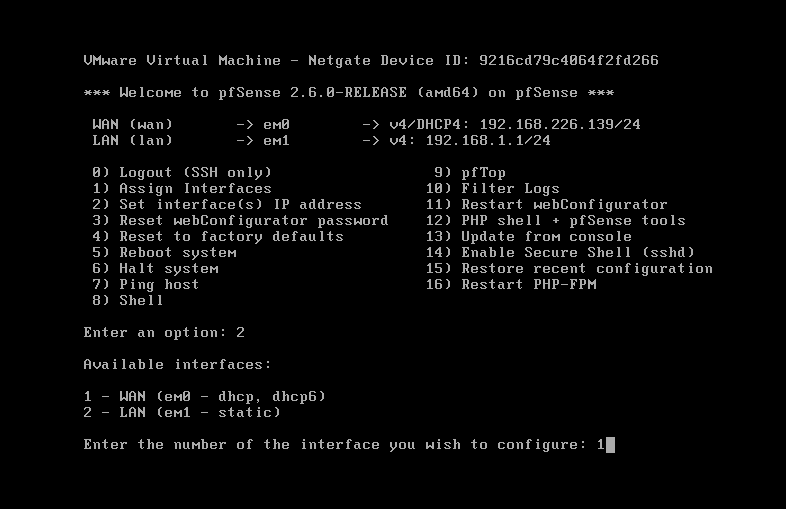 VMware Virtual Machine - Netgate Device ID: 9216cd79c4064f2fd266
*** Welcome to pfSense 2.6.0-RELEASE (amd64) on pfSense ***
WAN (wan) -> em0 -> v4/DHCP4: 192.168.226.139/24
LAN (lan) -> em1 -> v4: 192.168.1.1/24
0) Logout (SSH only) 9) pfTop
1) Assign Interfaces 10) Filter Logs
2) Set interface(s) IP address 11) Restart webConfigurator
3) Reset webConfigurator password 12) PHP shell + pfSense tools
4) Reset to factory defaults 13) Update from console
5) Reboot system 14) Enable Secure Shell (sshd)
6) Halt system 15) Restore recent configuration
7) Ping host 16) Restart PHP-FPM
8) Shell
Enter an option: 2
Available interfaces:
1 - WAN (em0 - dhcp, dhcp6)
2 - LAN (em1 - static)
Enter the number of the interface you wish to configure: 1